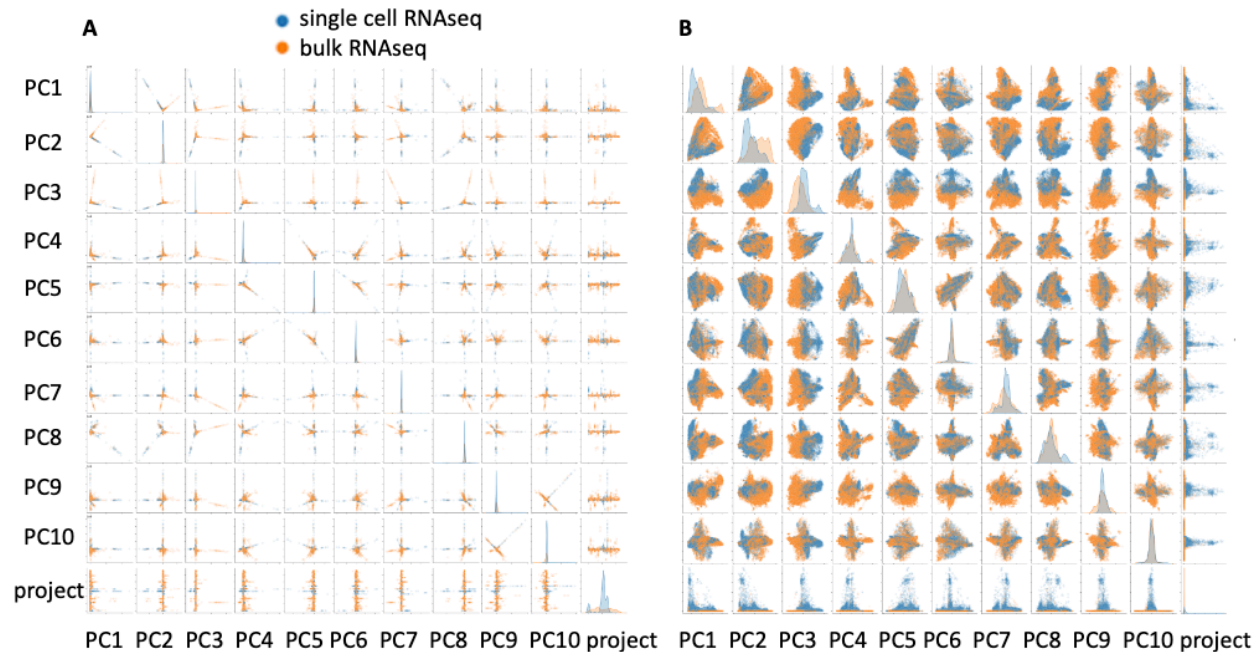 A
single cell RNAseq
bulk RNAseq
B
PC1
PC2
PC3
PC4
PC5
PC6
PC7
PC8
PC9
PC10
project
PC1 PC2 PC3 PC4 PC5 PC6 PC7 PC8 PC9 PC10 project
PC1 PC2 PC3 PC4 PC5 PC6 PC7 PC8 PC9 PC10 project